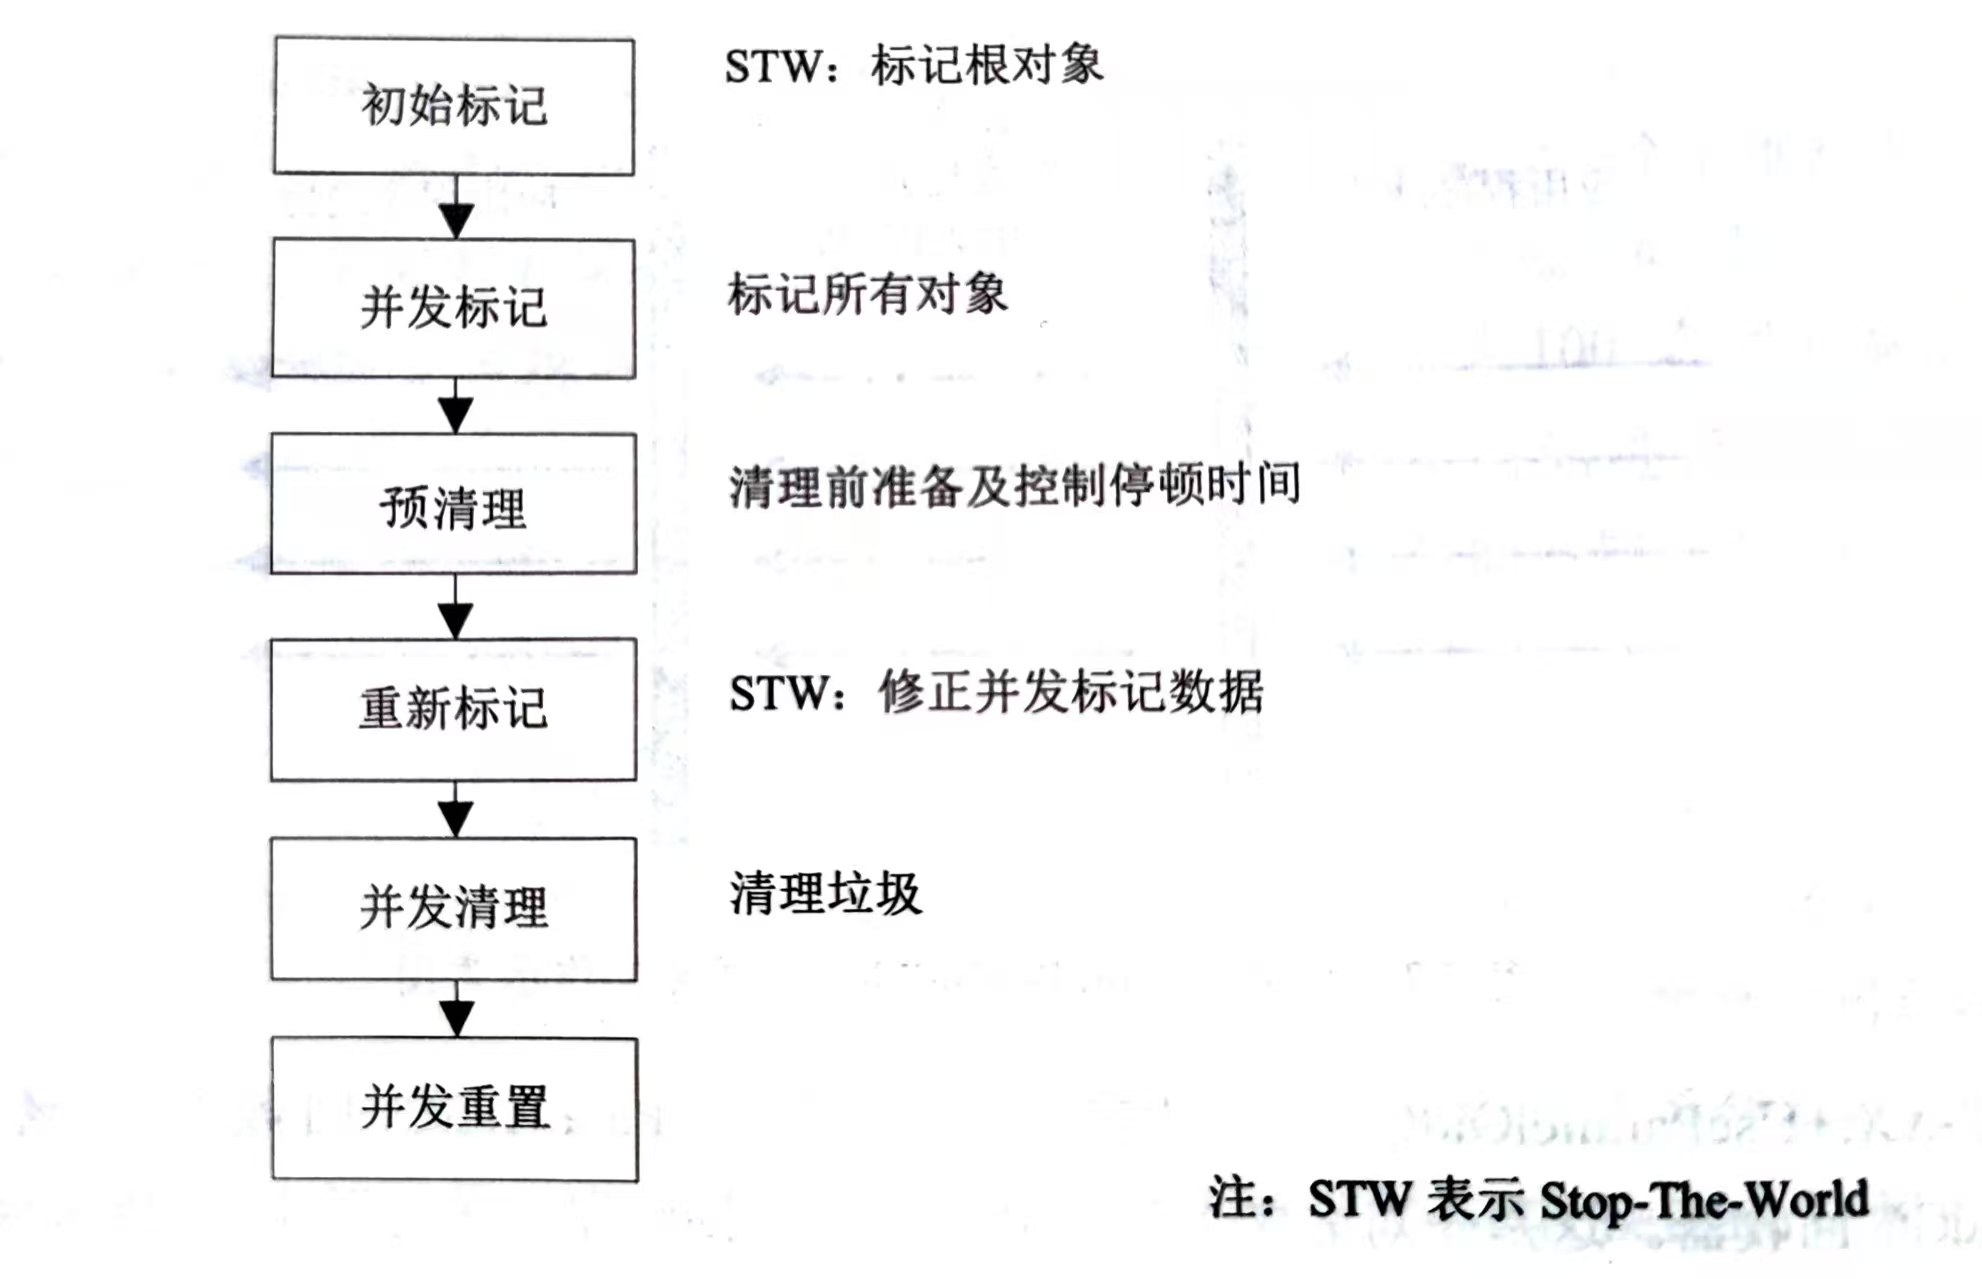 初始标记
STW：标记根对象
并发标记
标记所有对象
预清理
清理前准备及控制停顿时间
重新标记
STW：修正并发标记数据
并发清理
清理垃圾
并发重置
注：STW 表示 Stop-The-World